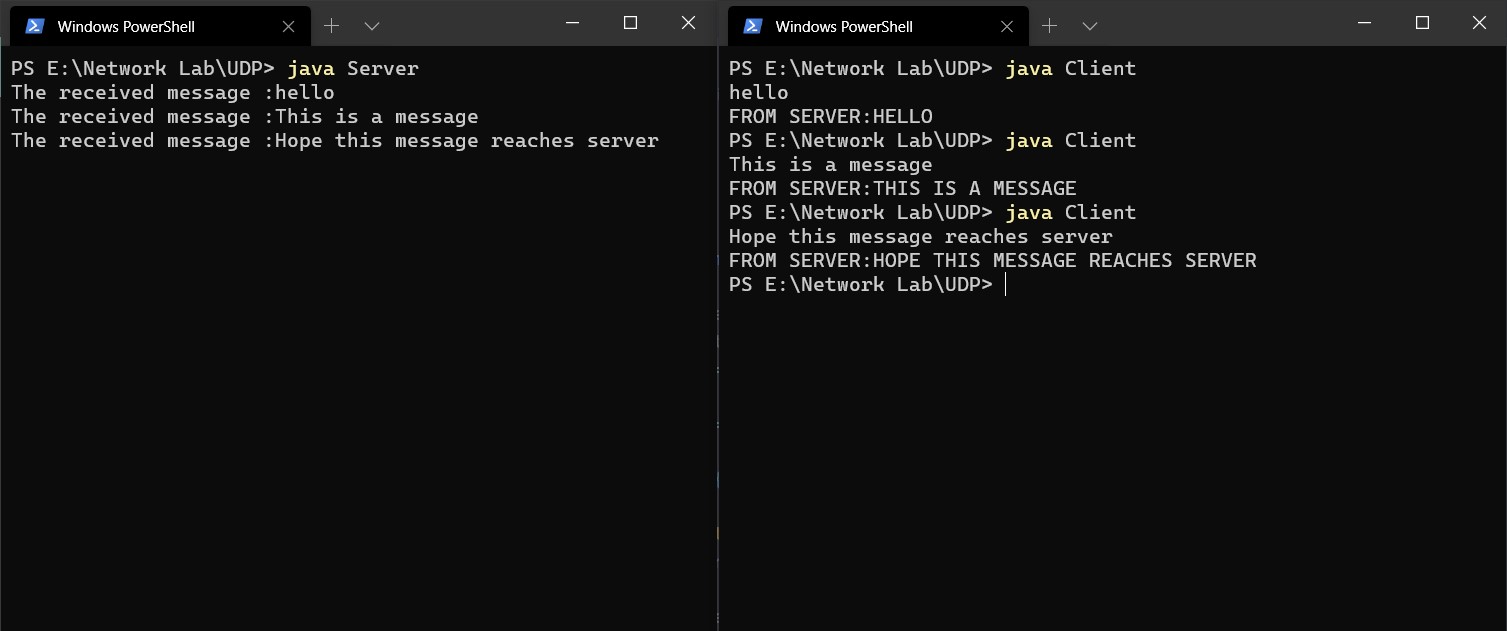 Windows PowerShell
PS E:\Network Lab\UDP> java Server
The received message :hello
The received message :This is a message
The received message :Hope this message reaches server
Windows PowerShell
PS E:\Network Lab\UDP> java Client
hello
FROM SERVER:HELLO
PS E:\Network Lab\UDP> java Client
This is a message
FROM SERVER:THIS IS A MESSAGE
PS E:\Network Lab\UDP> java Client
Hope this message reaches server
FROM SERVER:HOPE THIS MESSAGE REACHES SERVER
PS E:\Network Lab\UDP>